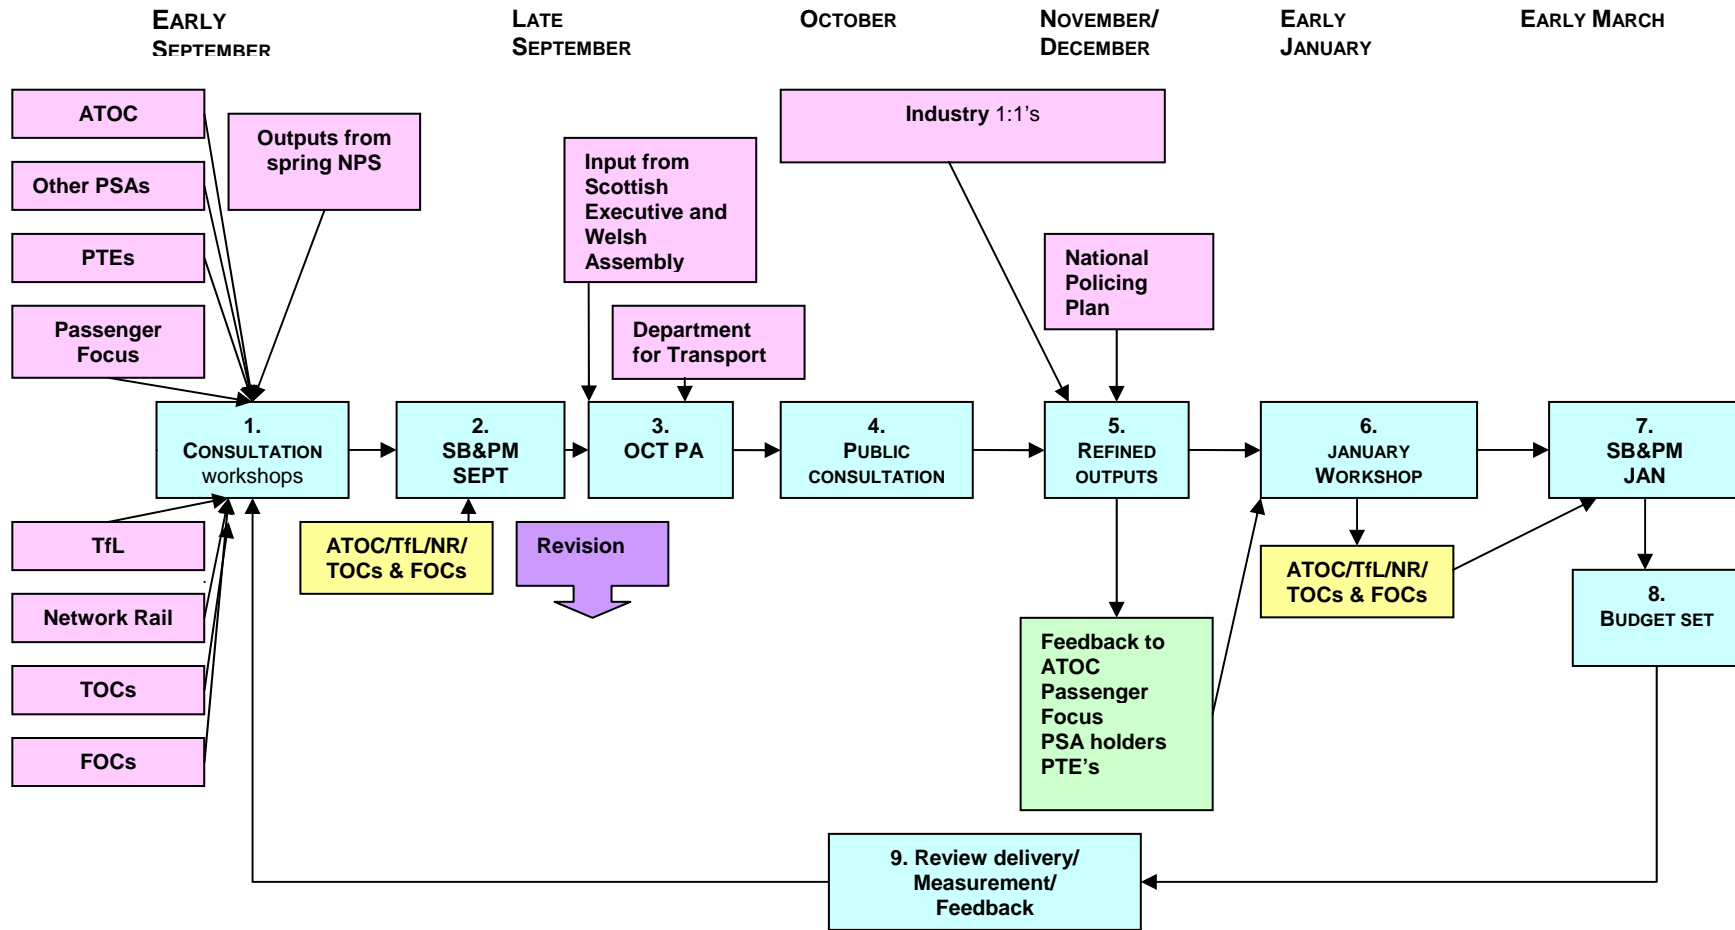 EARLY
SEPTEMBER
LATE
SEPTEMBER
OCTOBER
NOVEMBER/
DECEMBER
EARLY
JANUARY
EARLY MARCH
ATOC
Other PSAs
PTEs
Passenger
Focus
Outputs from
spring NPS
Input from
Scottish
Executive and
Welsh
Assembly
Department
for Transport
Industry 1:1's
National
Policing
Plan
1.
CONSULTATION
workshops
2.
SB&PM
SEPT
3.
OCT PA
4.
PUBLIC
CONSULTATION
5.
REFINED
OUTPUTS
6.
JANUARY
WORKSHOP
7.
SB&PM
JAN
TfL
Network Rail
TOCs
FOCs
ATOC/TfL/NR/
TOCs & FOCs
Revision
Feedback to
ATOC
Passenger
Focus
PSA holders
PTE's
ATOC/TfL/NR/
TOCs & FOCs
8.
BUDGET SET
9. Review delivery/
Measurement/
Feedback